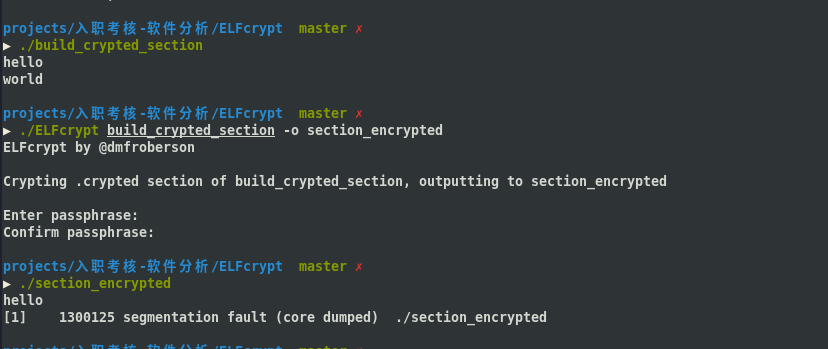 projects/入职考核-软件分析/ELFcrypt master ✗
▶ ./build_crypted_section
hello
world
projects/入职考核-软件分析/ELFcrypt master ✗
▶ ./ELFcrypt build_crypted_section -o section_encrypted
ELFcrypt by @dmfroberson
Crypting .crypted section of build_crypted_section, outputting to section_encrypted
Enter passphrase:
Confirm passphrase:
projects/入职考核-软件分析/ELFcrypt master ✗
▶ ./section_encrypted
hello
[1] 1300125 segmentation fault (core dumped) ./section_encrypted